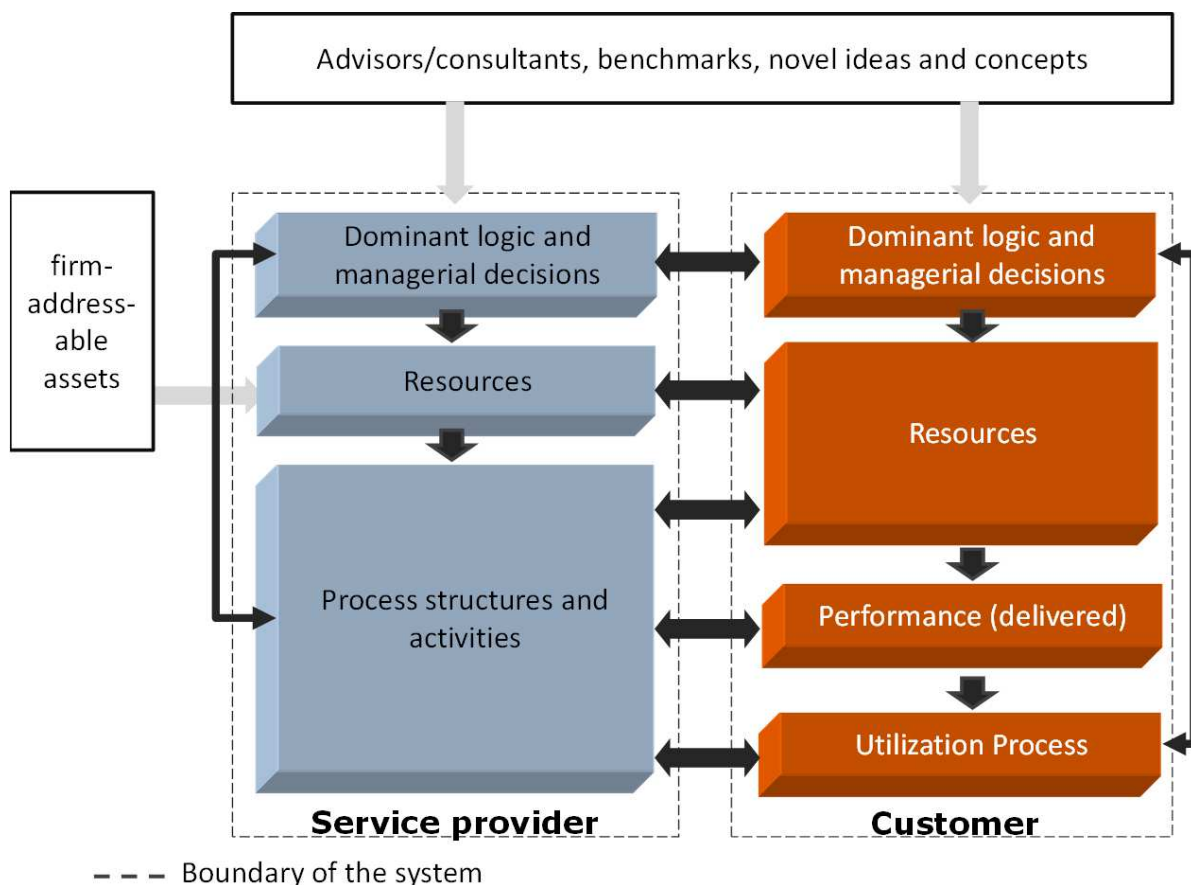 Advisors/consultants, benchmarks, novel ideas and concepts
firm-
address-
able
assets
Dominant logic and
managerial decisions
Resources
Process structures and
activities
Service provider
Dominant logic and
managerial decisions
Resources
Performance (delivered)
Utilization Process
Customer
Boundary of the system